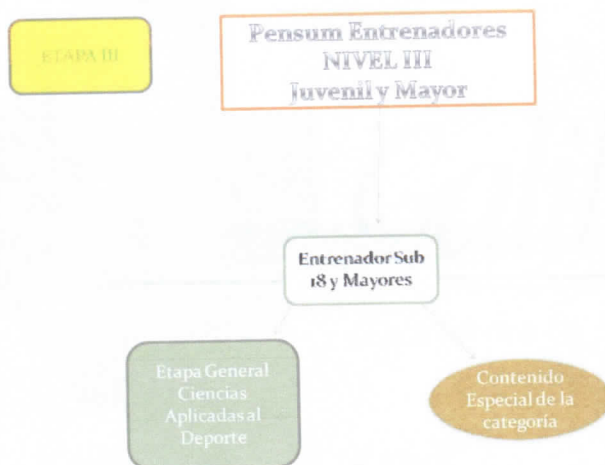 ETAPA III
Pensum Entrenadores
NIVEL III
Juvenil y Mayor
Entrenador Sub
18 y Mayores
Etapa General
Ciencias
Aplicadas al
Deporte
Contenido
Especial de la
categoría